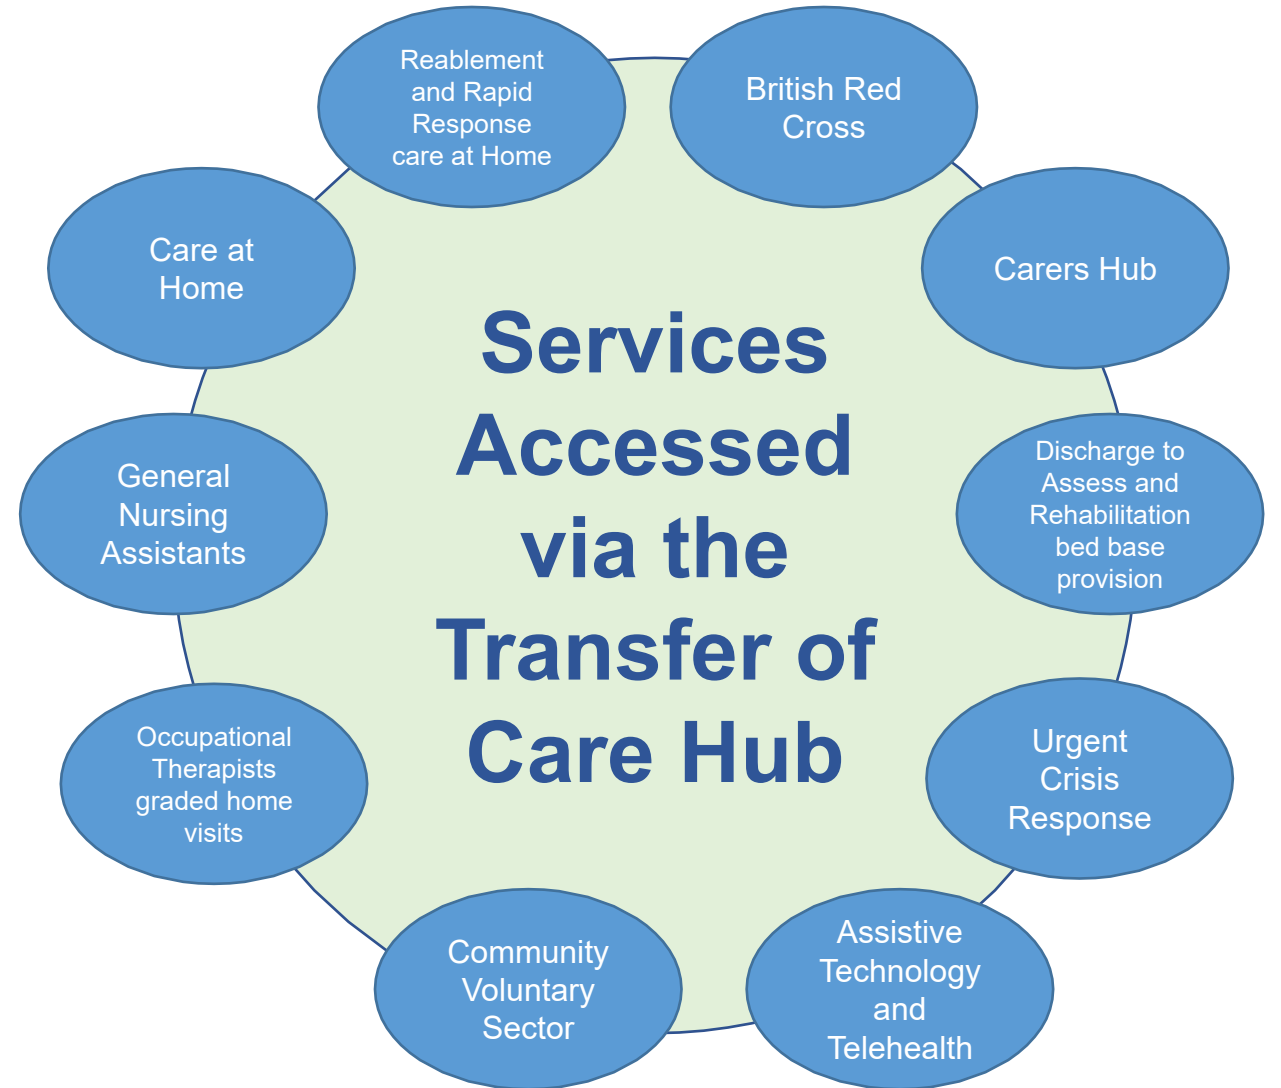 Reablement
and Rapid
Response
care at Home
British Red
Cross
Carers Hub
Discharge to
Assess and
Rehabilitation
bed base
provision
Urgent
Crisis
Response
Assistive
Technology
and
Telehealth
Community
Voluntary
Sector
Occupational
Therapists
graded home
visits
General
Nursing
Assistants
Care at
Home
Services
Accessed
via the
Transfer of
Care Hub